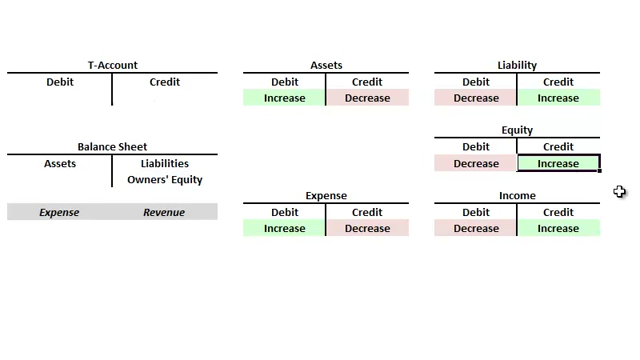 T-Account
Debit Credit
Balance Sheet
Assets Liabilities
Owners' Equity
Expense Revenue
Assets
Debit Credit
Increase Decrease
Expense
Debit Credit
Increase Decrease
Liability
Debit Credit
Decrease Increase
Equity
Debit Credit
Decrease Increase
Income
Debit Credit
Decrease Increase